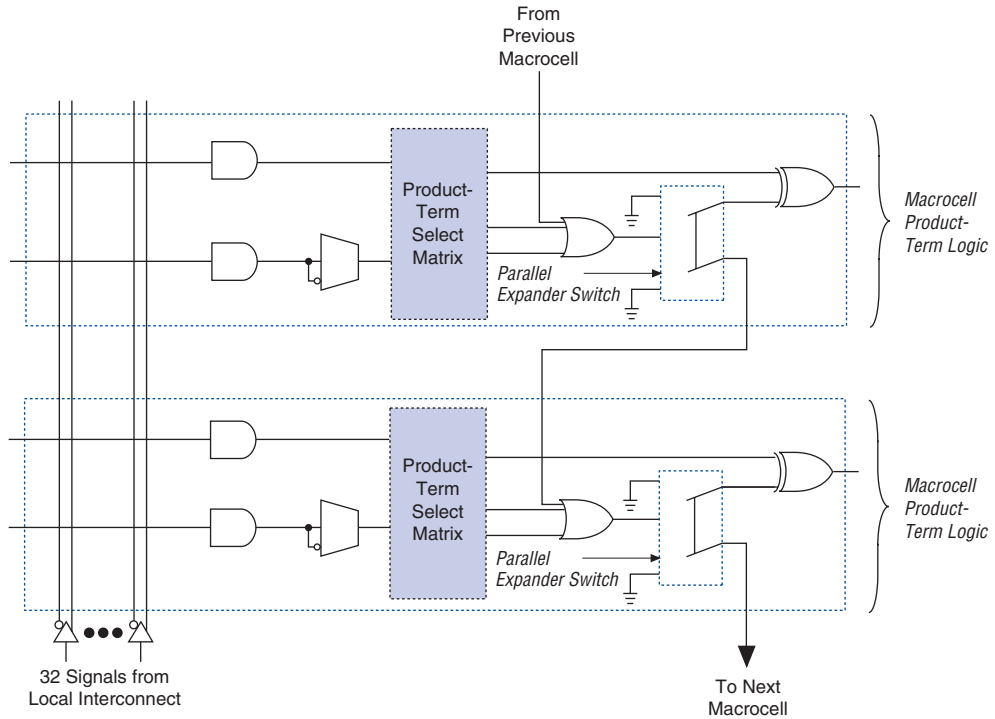 From
Previous
Macrocell
Product-
Term
Select
Matrix
Macrocell
Product-
Term Logic
Parallel
Expander Switch
Product-
Term
Select
Matrix
Macrocell
Product-
Term Logic
Parallel
Expander Switch
32 Signals from
Local Interconnect
To Next
Macrocell